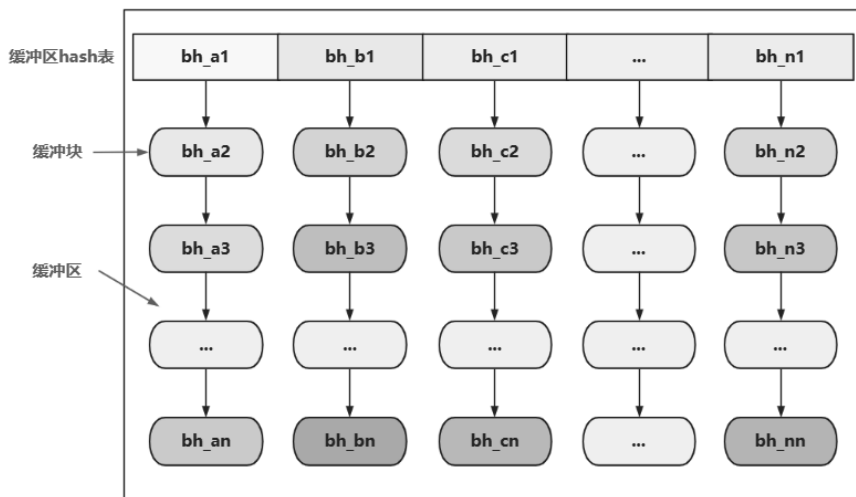 缓冲区hash表
bh_a1 bh_b1 bh_c1 ... bh_n1
缓冲块
bh_a2 bh_b2 bh_c2 ... bh_n2
bh_a3 bh_b3 bh_c3 ... bh_n3
缓冲区
... ... ... ... ...
bh_an bh_bn bh_cn ... bh_nn